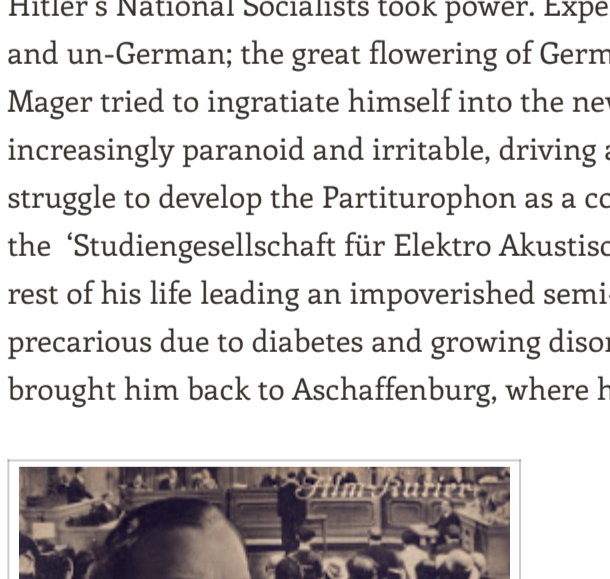 Hitler's National Socialists took power. Expe
and un-German; the great flowering of Germ
Mager tried to ingratiate himself into the ne
increasingly paranoid and irritable, driving a
struggle to develop the Partiturophon as a co
the ‘Studiengesellschaft für Elektro Akustisc
rest of his life leading an impoverished semi-
precarious due to diabetes and growing disor
brought him back to Aschaffenburg, where h
Film-Kurier